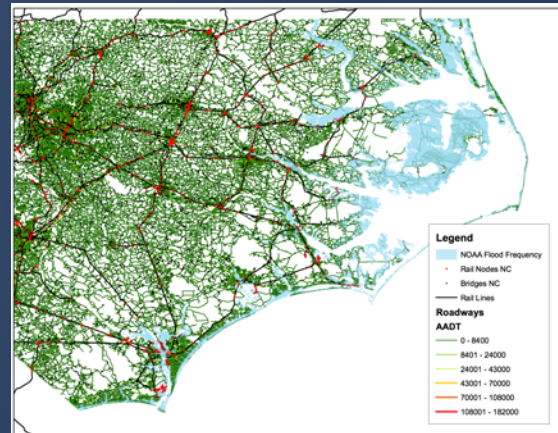 Legend
NOAA Flood Frequency
Rail Nodes NC
Bridges NC
Rail Lines
Roadways
AADT
0 - 8400
8401 - 24000
24001 - 43000
43001 - 70000
70001 - 108000
108001 - 182000